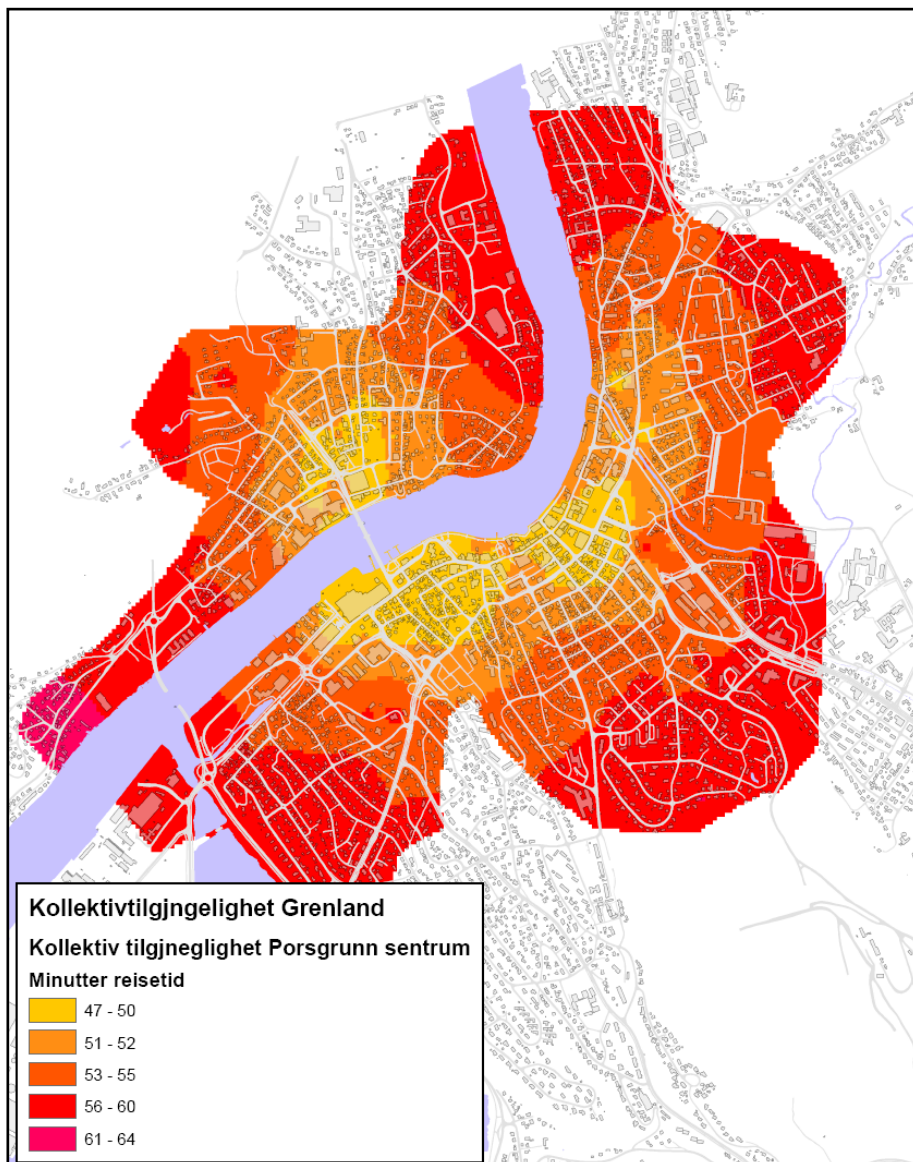 Kollektivtilgjngelighet Grenland
Kollektiv tilgjneglighet Porsgrunn sentrum
Minutter reisetid
47 - 50
51 - 52
53 - 55
56 - 60
61 - 64